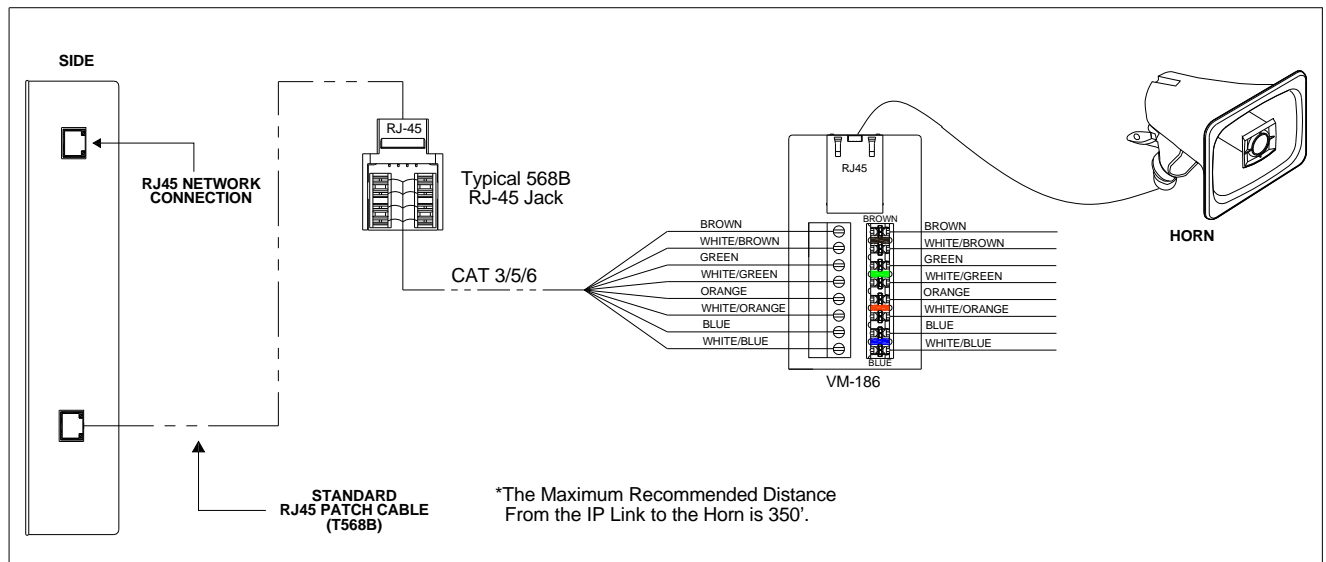 SIDE
RJ45 NETWORK
CONNECTION
RJ-45
Typical 568B
RJ-45 Jack
CAT 3/5/6
BROWN
WHITE/BROWN
GREEN
WHITE/GREEN
ORANGE
WHITE/ORANGE
BLUE
WHITE/BLUE
RJ45
BROWN
BLUE
VM-186
BROWN
WHITE/BROWN
GREEN
WHITE/GREEN
ORANGE
WHITE/ORANGE
BLUE
WHITE/BLUE
HORN
STANDARD
RJ45 PATCH CABLE
(T568B)
*The Maximum Recommended Distance
From the IP Link to the Horn is 350'.